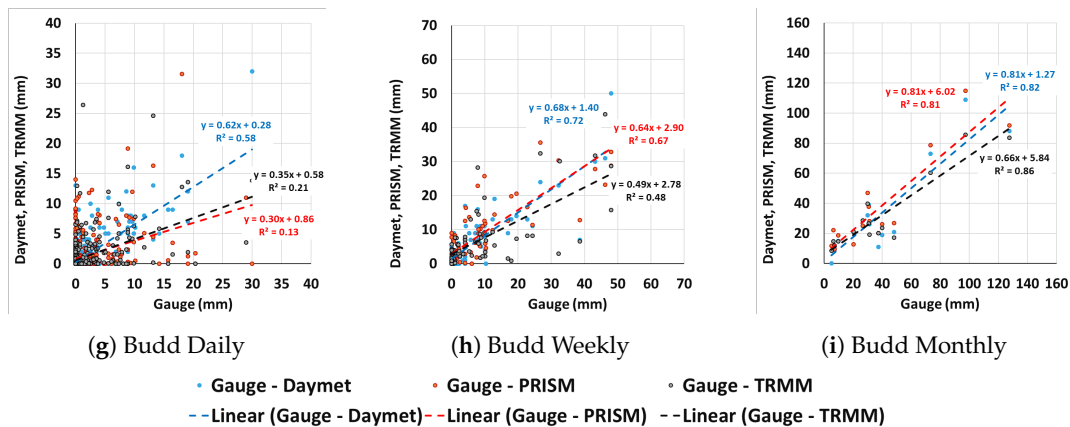 40
35
30
25
20
15
10
5
0
Daymet, PRISM, TRMM (mm)
y = 0.62x + 0.28
R² = 0.58
y = 0.35x + 0.58
R² = 0.21
y = 0.30x + 0.86
R² = 0.13
0 5 10 15 20 25 30 35 40
Gauge (mm)
(g) Budd Daily
70
60
50
40
30
20
10
0
Daymet, PRISM, TRMM (mm)
y = 0.68x + 1.40
R² = 0.72
y = 0.64x + 2.90
R² = 0.67
y = 0.49x + 2.78
R² = 0.48
0 10 20 30 40 50 60 70
Gauge (mm)
(h) Budd Weekly
160
140
120
100
80
60
40
20
0
Daymet, PRISM, TRMM (mm)
y = 0.81x + 6.02
R² = 0.81
y = 0.81x + 1.27
R² = 0.82
y = 0.66x + 5.84
R² = 0.86
0 20 40 60 80 100 120 140 160
Gauge (mm)
(i) Budd Monthly
Gauge - Daymet Gauge - PRISM Gauge - TRMM
Linear (Gauge - Daymet) Linear (Gauge - PRISM) Linear (Gauge - TRMM)